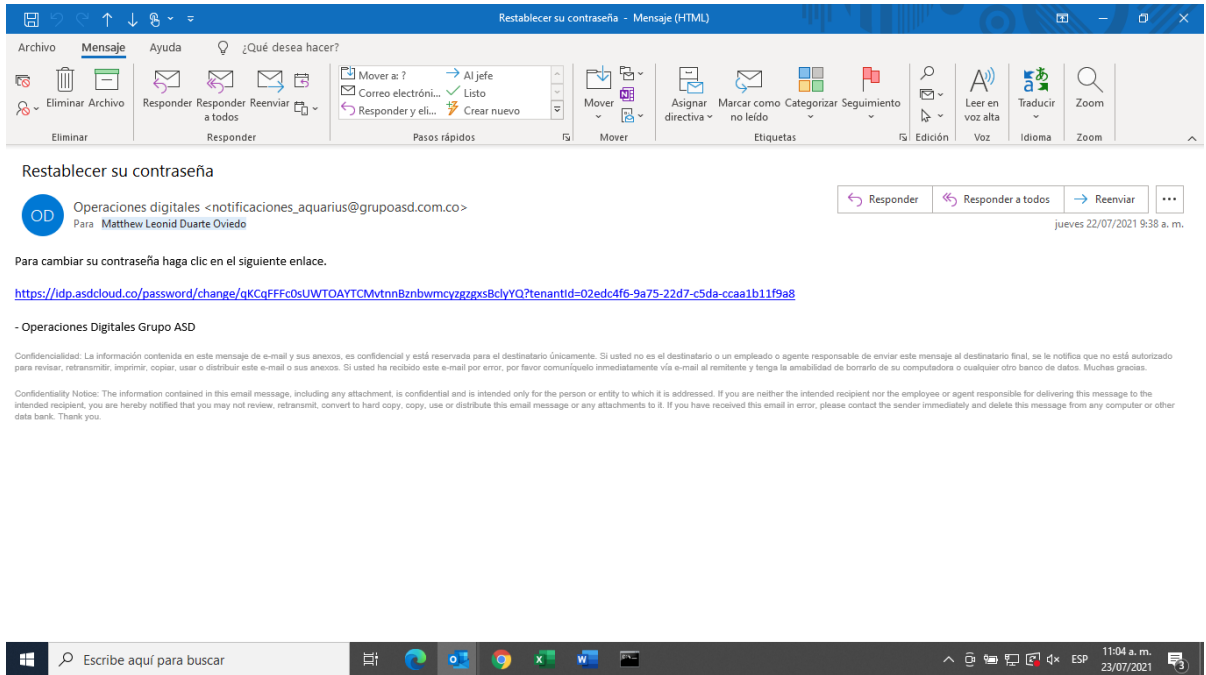 Restablecer su contraseña - Mensaje (HTML)
Archivo Mensaje Ayuda ¿Qué desea hacer?
Eliminar Archivo
Responder Responder a todos Reenviar
Mover a: ? Al jefe
Correo electróni... Listo
Responder y eli... Crear nuevo
Mover
Asignar directiva Marcar como no leído Categorizar Seguimiento
Leer en voz alta
Traducir
Zoom
Eliminar Responder Pasos rápidos Mover Etiquetas Edición Voz Idioma Zoom
Restablecer su contraseña
OD
Operaciones digitales <notificaciones_aquarius@grupoasd.com.co>
Para Matthew Leonid Duarte Oviedo
Responder Responder a todos Reenviar
jueves 22/07/2021 9:38 a. m.
Para cambiar su contraseña haga clic en el siguiente enlace.
https://idp.asdcloud.co/password/change/qKCqFFFc0sUWTOAYTCMvtnnBznbwmcyzgzgxsBclyYQ?tenantId=02edc4f6-9a75-22d7-c5da-ccaa1b11f9a8
- Operaciones Digitales Grupo ASD
Confidencialidad: La información contenida en este mensaje de e-mail y sus anexos, es confidencial y está reservada para el destinatario únicamente. Si usted no es el destinatario o un empleado o agente responsable de enviar este mensaje al destinatario final, se le notifica que no está autorizado
para revisar, retransmitir, imprimir, copiar, usar o distribuir este e-mail o sus anexos. Si usted ha recibido este e-mail por error, por favor comuníquelo inmediatamente vía e-mail al remitente y tenga la amabilidad de borrarlo de su computadora o cualquier otro banco de datos. Muchas gracias.
Confidentiality Notice: The information contained in this email message, including any attachment, is confidential and is intended only for the person or entity to which it is addressed. If you are neither the intended recipient nor the employee or agent responsible for delivering this message to the
intended recipient, you are hereby notified that you may not review, retransmit, convert to hard copy, copy, use or distribute this email message or any attachments to it. If you have received this email in error, please contact the sender immediately and delete this message from any computer or other
data bank. Thank you.
Escribe aquí para buscar
ESP
11:04 a. m.
23/07/2021
3